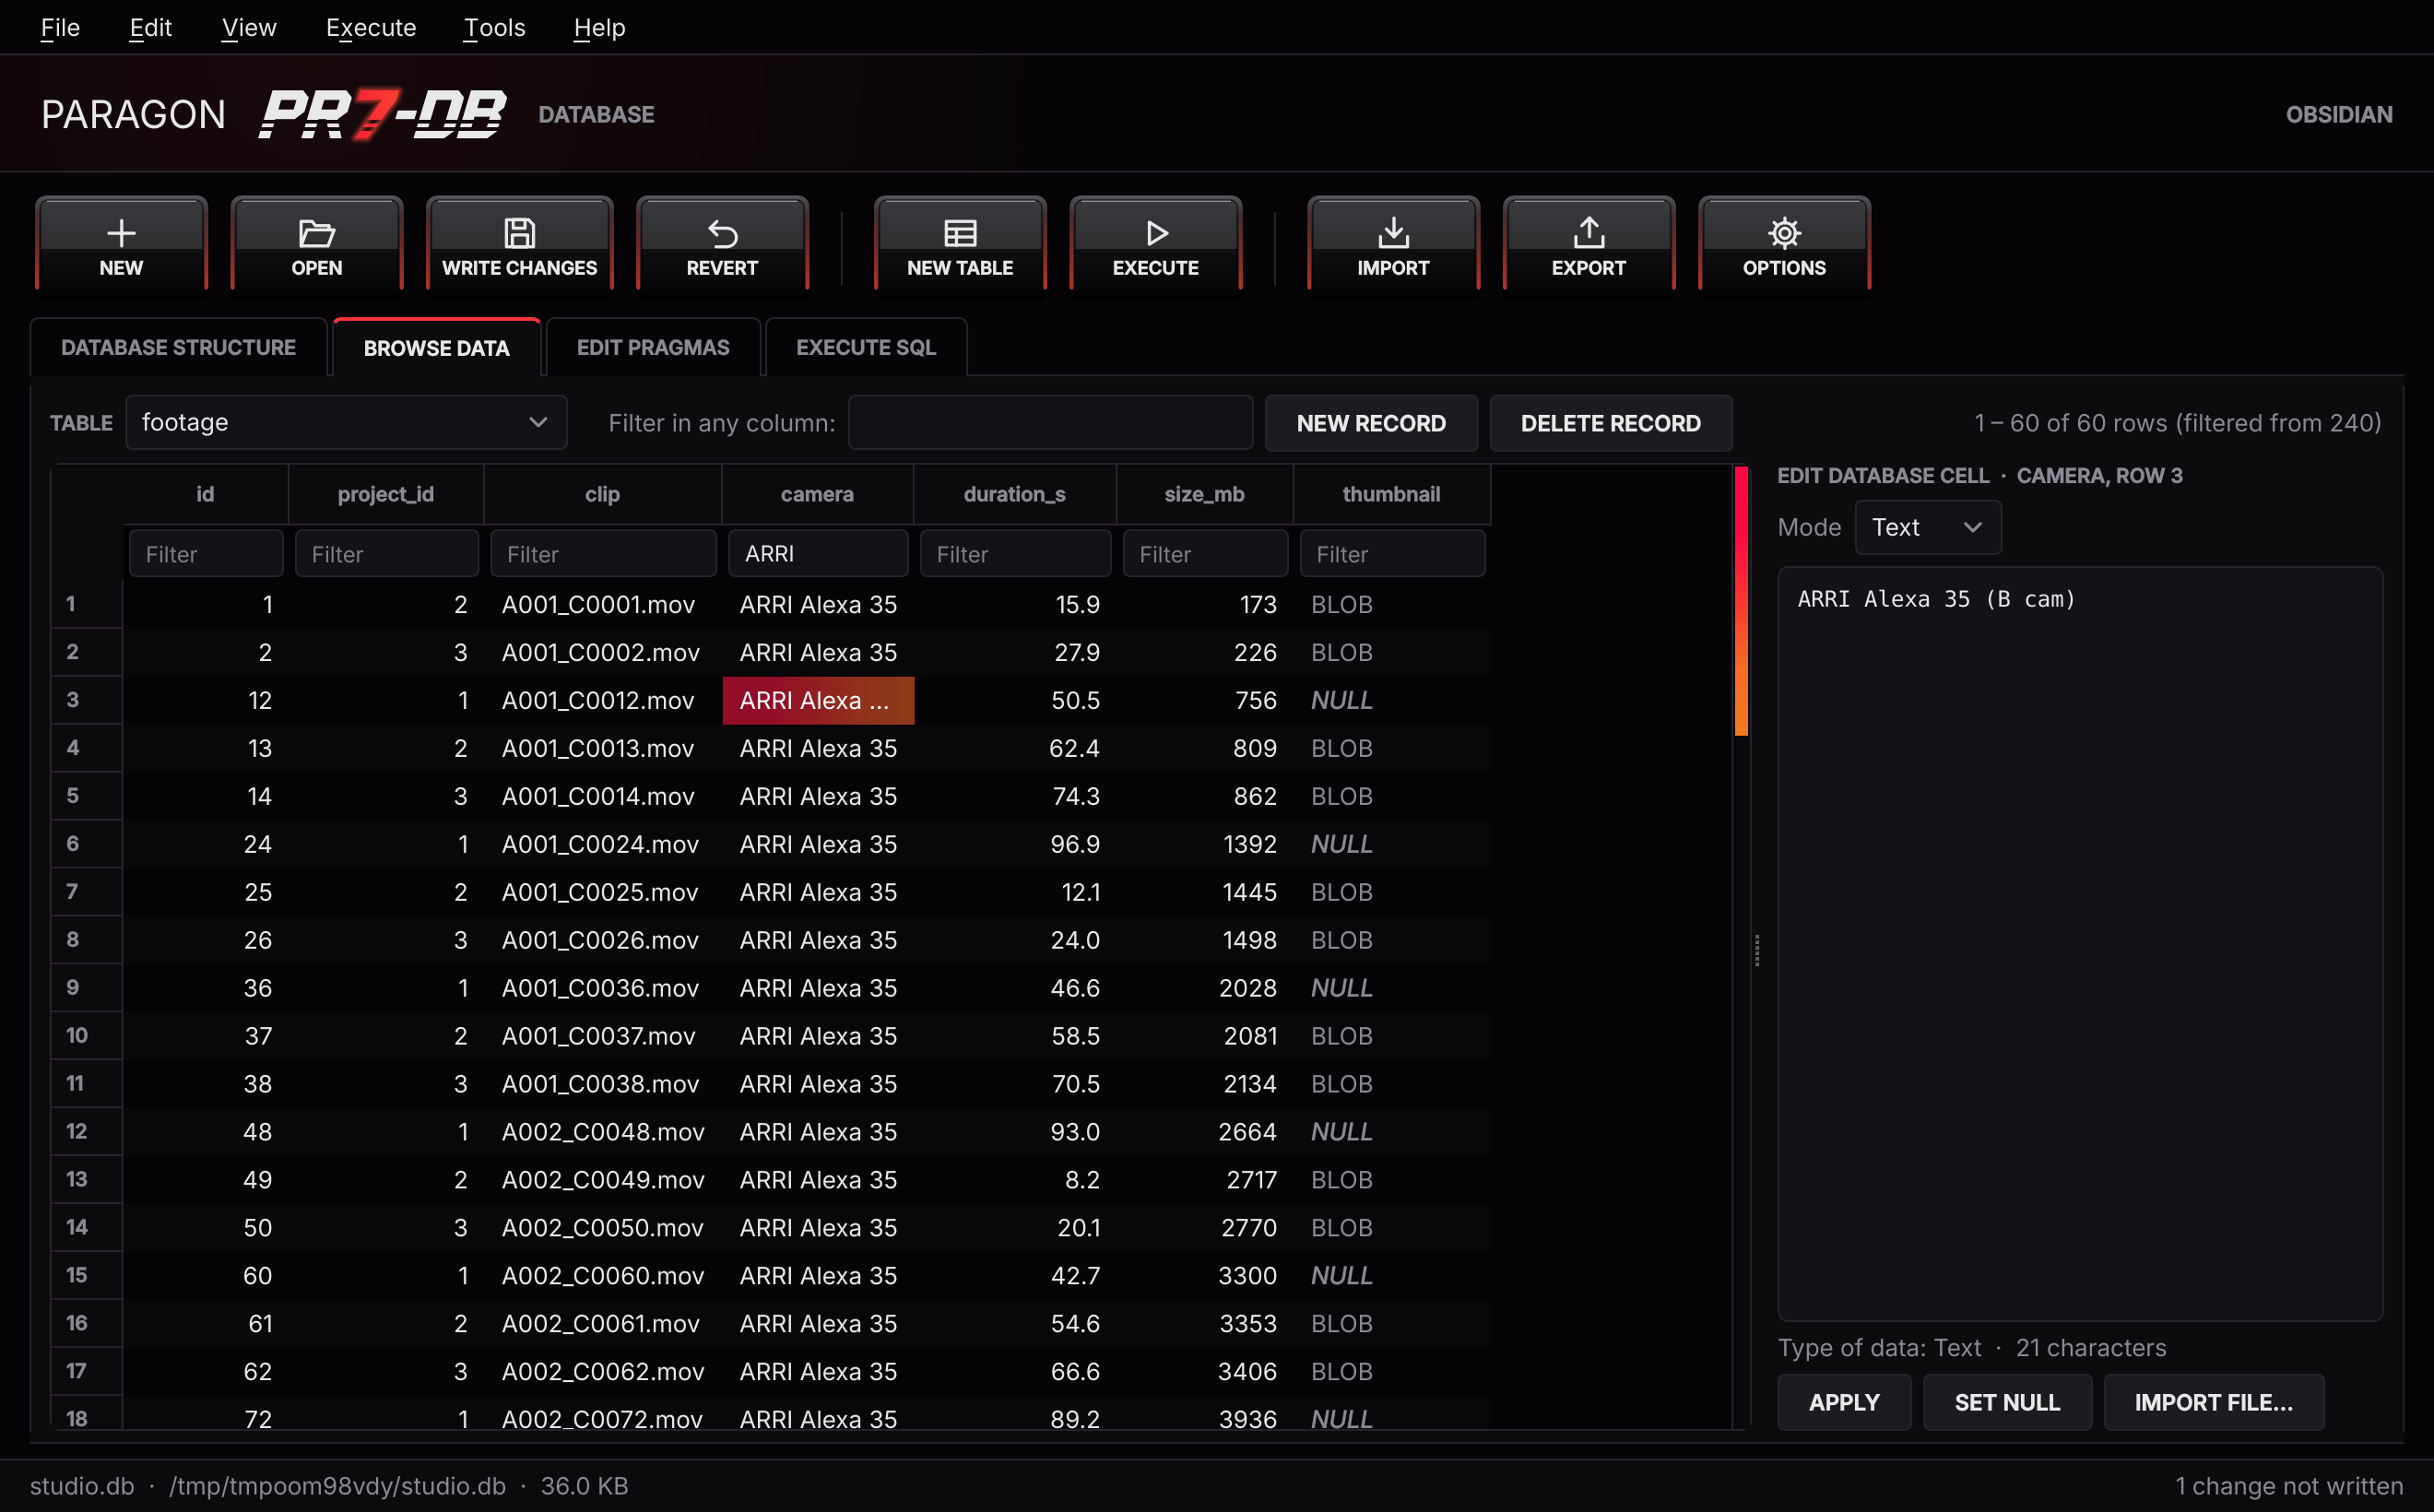 File Edit View Execute Tools Help
PARAGON PR7-DB DATABASE OBSIDIAN
NEW OPEN WRITE CHANGES REVERT NEW TABLE EXECUTE IMPORT EXPORT OPTIONS
DATABASE STRUCTURE BROWSE DATA EDIT PRAGMAS EXECUTE SQL
TABLE footage Filter in any column: NEW RECORD DELETE RECORD 1 – 60 of 60 rows (filtered from 240)
id project_id clip camera duration_s size_mb thumbnail
Filter Filter Filter ARRI Filter Filter Filter
1 1 2 A001_C0001.mov ARRI Alexa 35 15.9 173 BLOB
2 2 3 A001_C0002.mov ARRI Alexa 35 27.9 226 BLOB
3 12 1 A001_C0012.mov ARRI Alexa ... 50.5 756 NULL
4 13 2 A001_C0013.mov ARRI Alexa 35 62.4 809 BLOB
5 14 3 A001_C0014.mov ARRI Alexa 35 74.3 862 BLOB
6 24 1 A001_C0024.mov ARRI Alexa 35 96.9 1392 NULL
7 25 2 A001_C0025.mov ARRI Alexa 35 12.1 1445 BLOB
8 26 3 A001_C0026.mov ARRI Alexa 35 24.0 1498 BLOB
9 36 1 A001_C0036.mov ARRI Alexa 35 46.6 2028 NULL
10 37 2 A001_C0037.mov ARRI Alexa 35 58.5 2081 BLOB
11 38 3 A001_C0038.mov ARRI Alexa 35 70.5 2134 BLOB
12 48 1 A002_C0048.mov ARRI Alexa 35 93.0 2664 NULL
13 49 2 A002_C0049.mov ARRI Alexa 35 8.2 2717 BLOB
14 50 3 A002_C0050.mov ARRI Alexa 35 20.1 2770 BLOB
15 60 1 A002_C0060.mov ARRI Alexa 35 42.7 3300 NULL
16 61 2 A002_C0061.mov ARRI Alexa 35 54.6 3353 BLOB
17 62 3 A002_C0062.mov ARRI Alexa 35 66.6 3406 BLOB
18 72 1 A002_C0072.mov ARRI Alexa 35 89.2 3936 NULL
EDIT DATABASE CELL · CAMERA, ROW 3
Mode Text
ARRI Alexa 35 (B cam)
Type of data: Text · 21 characters
APPLY SET NULL IMPORT FILE...
studio.db · /tmp/tmpoom98vdy/studio.db · 36.0 KB 1 change not written